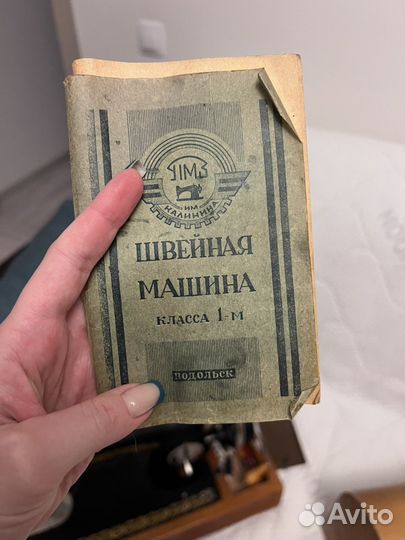 ПМЗ
ИМ
КАЛИНИНА
ШВЕЙНАЯ
МАШИНА
КЛАССА 1-М
ПОДОЛЬСК
Avito